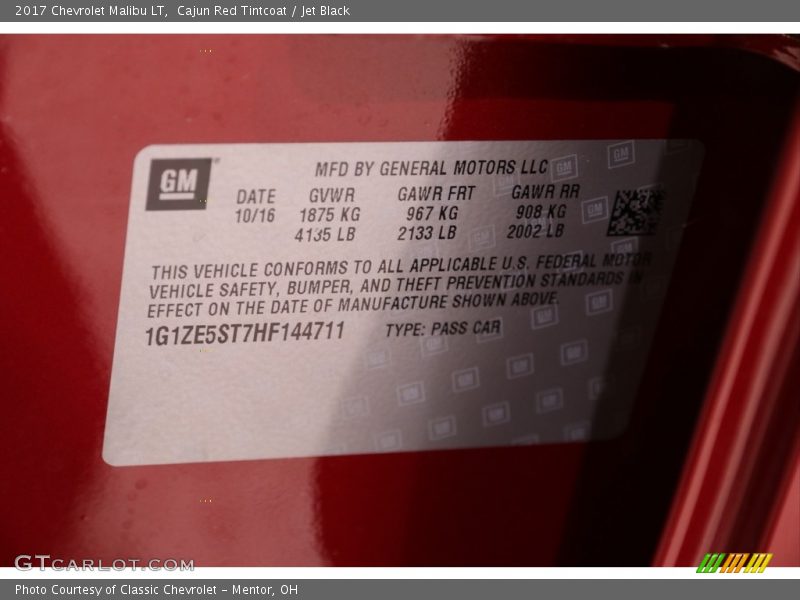 2017 Chevrolet Malibu LT, Cajun Red Tintcoat / Jet Black
GM
MFD BY GENERAL MOTORS LLC
DATE GVWR GAWR FRT GAWR RR
10/16 1875 KG 967 KG 908 KG
4135 LB 2133 LB 2002 LB
THIS VEHICLE CONFORMS TO ALL APPLICABLE U.S. FEDERAL MOTOR
VEHICLE SAFETY, BUMPER, AND THEFT PREVENTION STANDARDS IN
EFFECT ON THE DATE OF MANUFACTURE SHOWN ABOVE.
1G1ZE5ST7HF144711 TYPE: PASS CAR
GTCARLOT.COM
Photo Courtesy of Classic Chevrolet - Mentor, OH